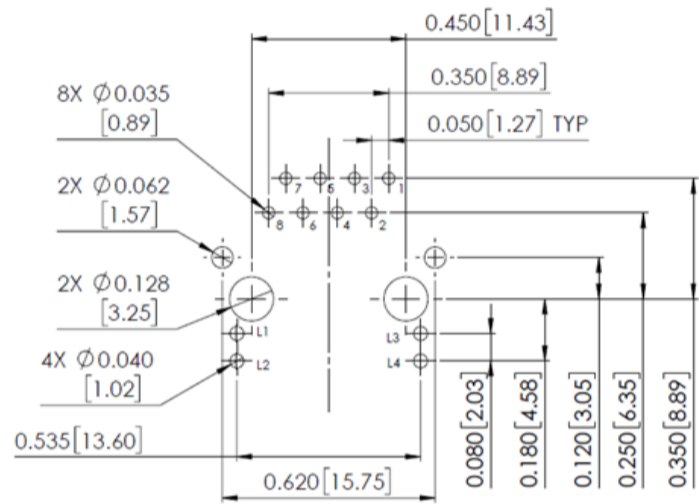 0.450[11.43]
0.350[8.89]
8X Ø0.035
[0.89]
0.050[1.27] TYP
7 5 3 1
2X Ø0.062
[1.57]
8 6 4 2
2X Ø0.128
[3.25]
L1 L3
4X Ø0.040
[1.02]
L2 L4
0.535[13.60]
0.620[15.75]
0.080[2.03]
0.180[4.58]
0.120[3.05]
0.250[6.35]
0.350[8.89]